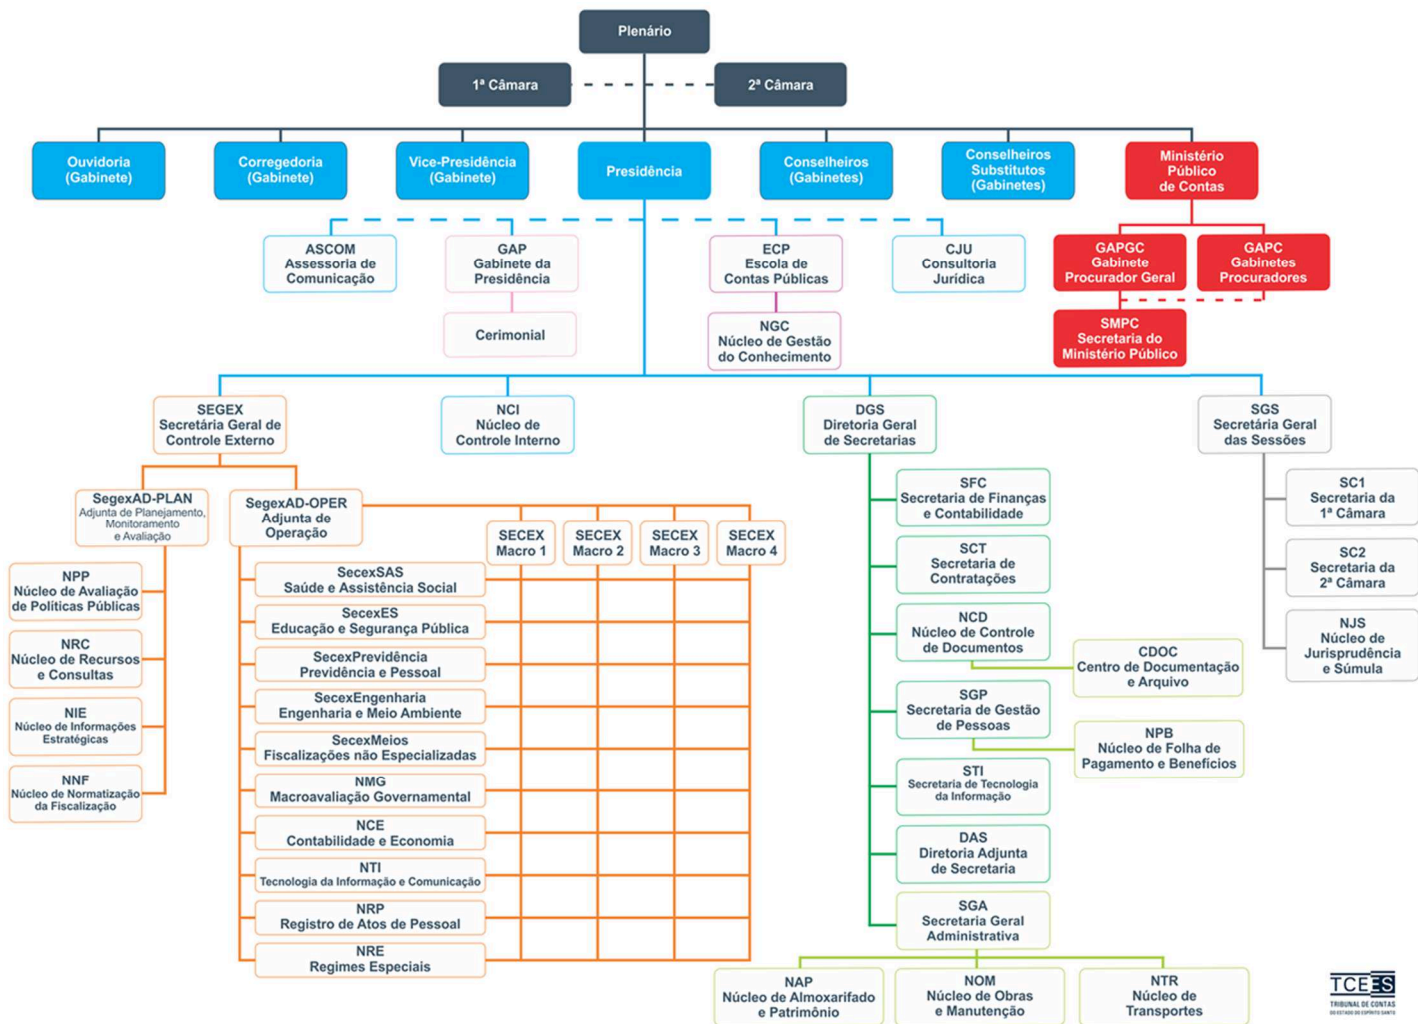 Plenário
1ª Câmara
2ª Câmara
Ouvidoria
(Gabinete)
Corregedoria
(Gabinete)
Vice-Presidência
(Gabinete)
Presidência
Conselheiros
(Gabinetes)
Conselheiros
Substitutos
(Gabinetes)
Ministério
Público
de Contas
ASCOM
Assessoria de
Comunicação
GAP
Gabinete da
Presidência
ECP
Escola de
Contas Públicas
CJU
Consultoria
Jurídica
GAPGC
Gabinete
Procurador Geral
GAPC
Gabinetes
Procuradores
Cerimonial
NGC
Núcleo de Gestão
do Conhecimento
SMPC
Secretaria do
Ministério Público
SEGEX
Secretária Geral de
Controle Externo
NCI
Núcleo de
Controle Interno
DGS
Diretoria Geral
de Secretarias
SGS
Secretária Geral
das Sessões
SegexAD-PLAN
Adjunta de Planejamento,
Monitoramento
e Avaliação
SegexAD-OPER
Adjunta de
Operação
SECEX
Macro 1
SECEX
Macro 2
SECEX
Macro 3
SECEX
Macro 4
NPP
Núcleo de Avaliação
de Políticas Públicas
NRC
Núcleo de Recursos
e Consultas
NIE
Núcleo de Informações
Estratégicas
NNF
Núcleo de Normatização
da Fiscalização
SecexSAS
Saúde e Assistência Social
SecexES
Educação e Segurança Pública
SecexPrevidência
Previdência e Pessoal
SecexEngenharia
Engenharia e Meio Ambiente
SecexMeios
Fiscalizações não Especializadas
NMG
Macroavaliação Governamental
NCE
Contabilidade e Economia
NTI
Tecnologia da Informação e Comunicação
NRP
Registro de Atos de Pessoal
NRE
Regimes Especiais
SFC
Secretaria de Finanças
e Contabilidade
SCT
Secretaria de
Contratações
NCD
Núcleo de Controle
de Documentos
CDOC
Centro de Documentação
e Arquivo
SGP
Secretaria de Gestão
de Pessoas
NPB
Núcleo de Folha de
Pagamento e Benefícios
STI
Secretaria de Tecnologia
da Informação
DAS
Diretoria Adjunta
de Secretaria
SGA
Secretaria Geral
Administrativa
NAP
Núcleo de Almoxarifado
e Patrimônio
NOM
Núcleo de Obras
e Manutenção
NTR
Núcleo de
Transportes
SC1
Secretaria da
1ª Câmara
SC2
Secretaria da
2ª Câmara
NJS
Núcleo de
Jurisprudência
e Súmula
TCEES
TRIBUNAL DE CONTAS
DO ESTADO DO ESPÍRITO SANTO